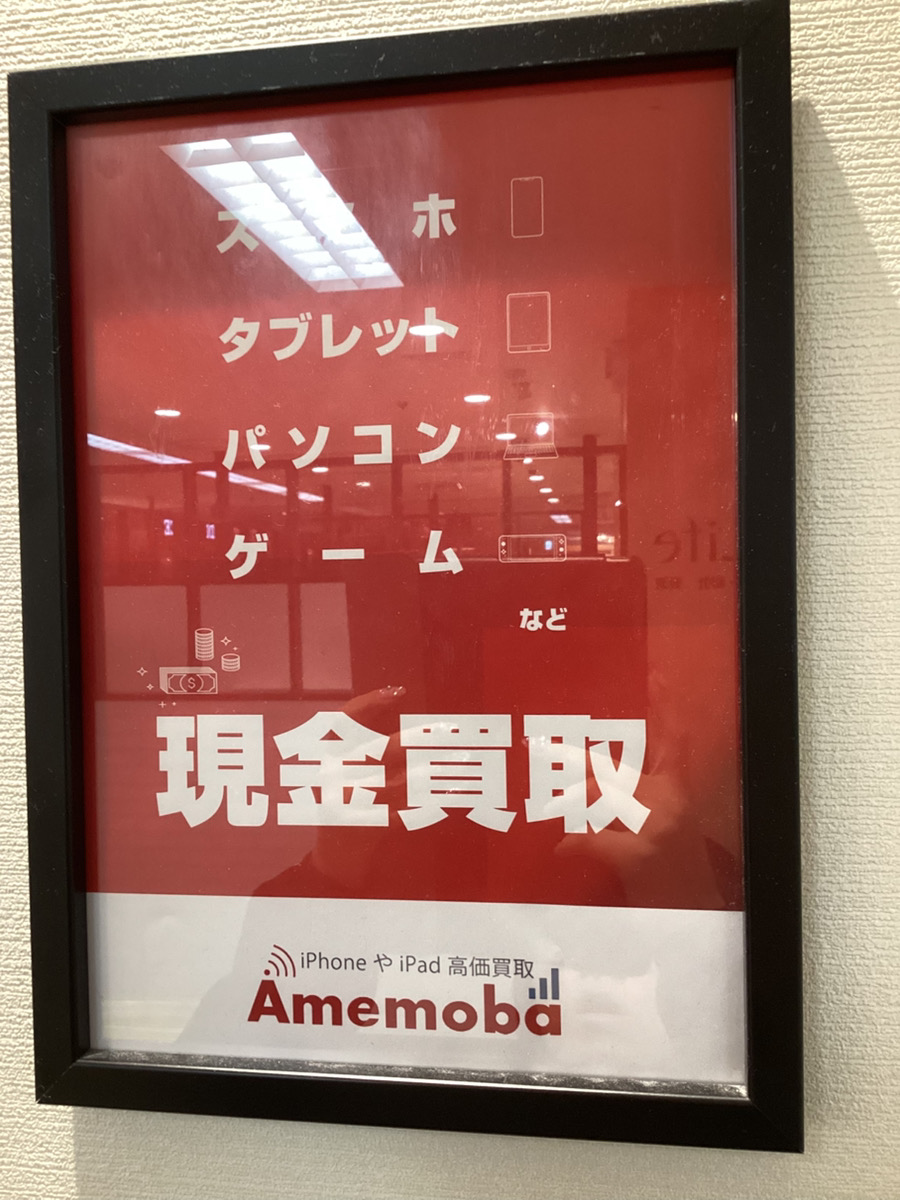 スマホ
タブレット
パソコン
ゲーム
など
現金買取
iPhone や iPad 高価買取
Amemoba